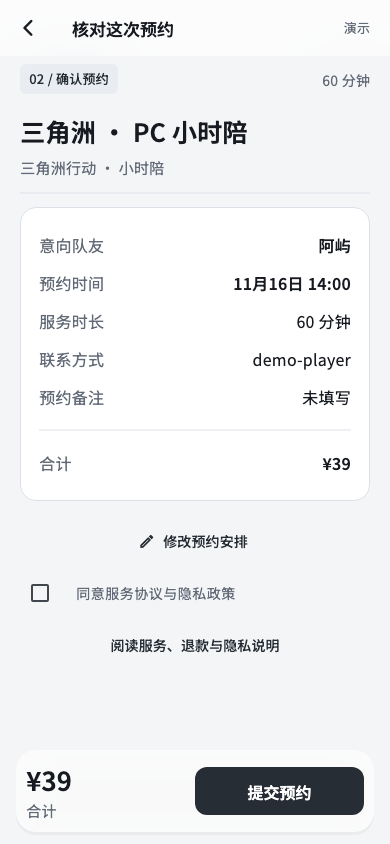 核对这次预约
演示
02 / 确认预约
60 分钟
三角洲 · PC 小时陪
三角洲行动 · 小时陪
意向队友 阿屿
预约时间 11月16日 14:00
服务时长 60 分钟
联系方式 demo-player
预约备注 未填写
合计 ¥39
修改预约安排
同意服务协议与隐私政策
阅读服务、退款与隐私说明
¥39
合计
提交预约